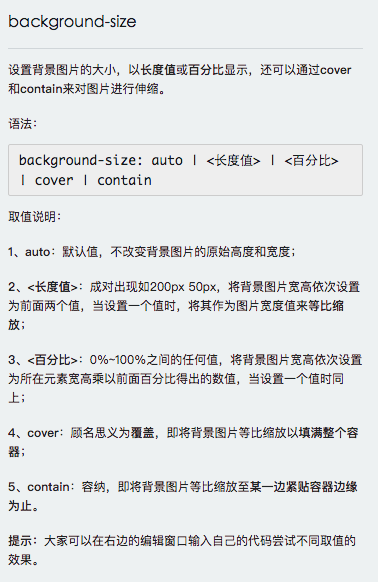 background-size
设置背景图片的大小，以长度值或百分比显示，还可以通过cover
和contain来对图片进行伸缩。
语法：
background-size: auto | <长度值> | <百分比>
| cover | contain
取值说明：
1、auto：默认值，不改变背景图片的原始高度和宽度；
2、<长度值>：成对出现如200px 50px，将背景图片宽高依次设置
为前面两个值，当设置一个值时，将其作为图片宽度值来等比缩
放；
3、<百分比>：0%~100%之间的任何值，将背景图片宽高依次设置
为所在元素宽高乘以前面百分比得出的数值，当设置一个值时同
上；
4、cover：顾名思义为覆盖，即将背景图片等比缩放以填满整个容
器；
5、contain：容纳，即将背景图片等比缩放至某一边紧贴容器边缘
为止。
提示：大家可以在右边的编辑窗口输入自己的代码尝试不同取值的
效果。